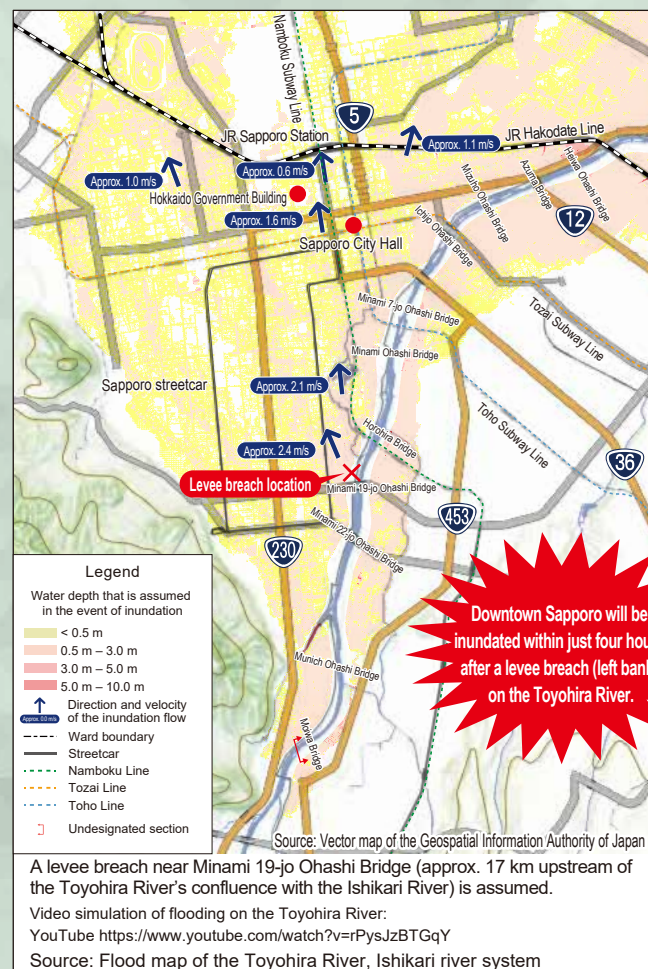 Namboku Subway Line
5
JR Sapporo Station
JR Hakodate Line
Approx. 1.1 m/s
Approx. 0.6 m/s
Approx. 1.0 m/s
Hokkaido Government Building
Approx. 1.6 m/s
Sapporo City Hall
Heiwa Ohashi Bridge
Azuma Bridge
Mizuho Ohashi Bridge
Ichijo Ohashi Bridge
12
Minami 7-jo Ohashi Bridge
Tozai Subway Line
Minami Ohashi Bridge
Sapporo streetcar
Approx. 2.1 m/s
Toho Subway Line
Horohira Bridge
Approx. 2.4 m/s
36
Levee breach location
Minami 19-jo Ohashi Bridge
453
Minami 22-jo Ohashi Bridge
230
Munich Ohashi Bridge
Moiwa Bridge
Downtown Sapporo will be
inundated within just four hou
after a levee breach (left ban
on the Toyohira River.
Legend
Water depth that is assumed
in the event of inundation
< 0.5 m
0.5 m – 3.0 m
3.0 m – 5.0 m
5.0 m – 10.0 m
Approx. 0.0 m/s
Direction and velocity
of the inundation flow
Ward boundary
Streetcar
Namboku Line
Tozai Line
Toho Line
Undesignated section
Source: Vector map of the Geospatial Information Authority of Japan
A levee breach near Minami 19-jo Ohashi Bridge (approx. 17 km upstream of
the Toyohira River's confluence with the Ishikari River) is assumed.
Video simulation of flooding on the Toyohira River:
YouTube https://www.youtube.com/watch?v=rPysJzBTGqY
Source: Flood map of the Toyohira River, Ishikari river system